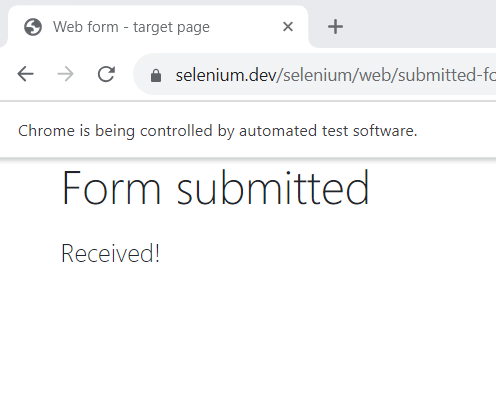 Web form - target page
selenium.dev/selenium/web/submitted-fo
Chrome is being controlled by automated test software.
Form submitted
Received!